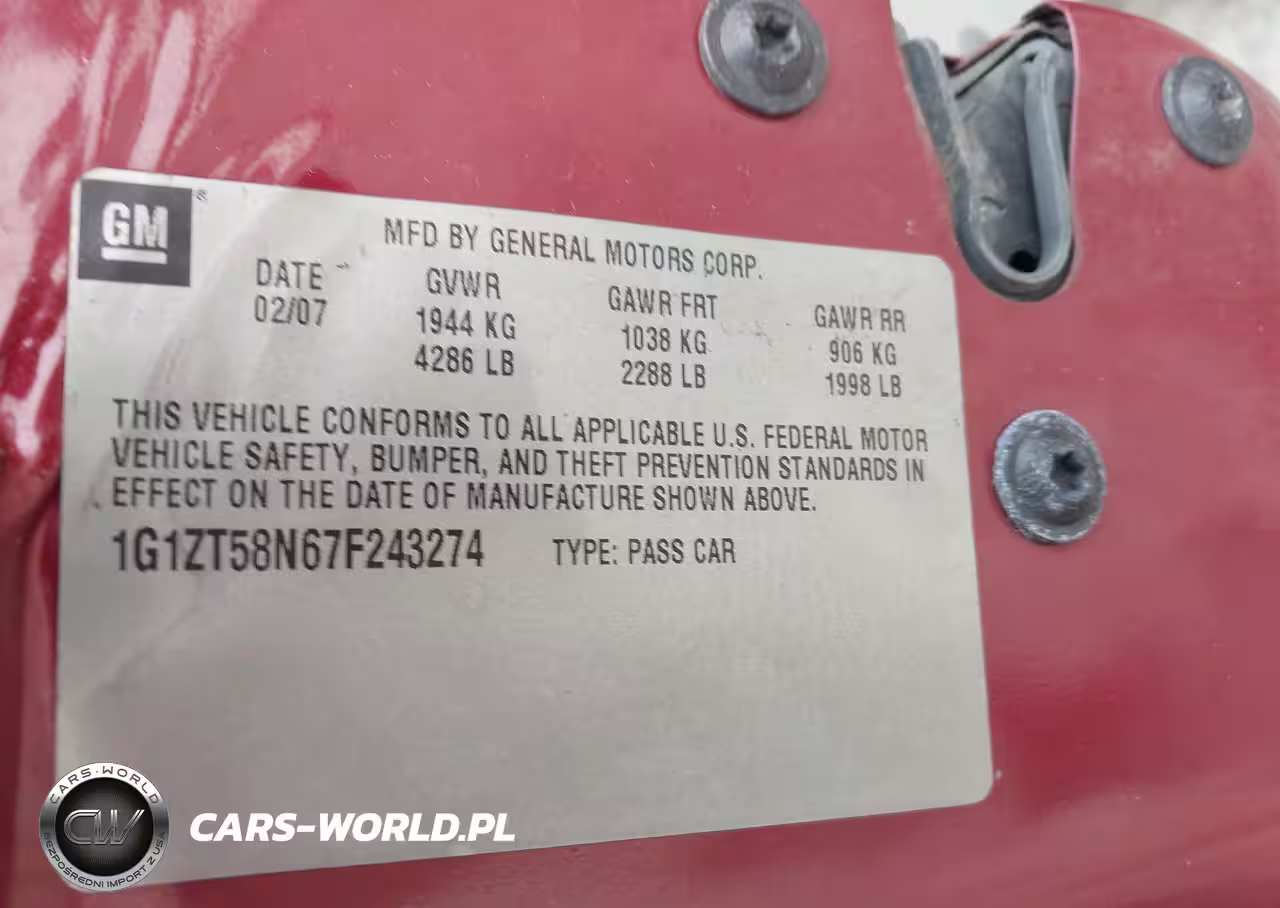 GM
MFD BY GENERAL MOTORS CORP.
DATE GVWR GAWR FRT GAWR RR
02/07 1944 KG 1038 KG 906 KG
4286 LB 2288 LB 1998 LB
THIS VEHICLE CONFORMS TO ALL APPLICABLE U.S. FEDERAL MOTOR
VEHICLE SAFETY, BUMPER, AND THEFT PREVENTION STANDARDS IN
EFFECT ON THE DATE OF MANUFACTURE SHOWN ABOVE.
1G1ZT58N67F243274 TYPE: PASS CAR
CARS-WORLD
CW
BEZPOŚREDNI IMPORT Z USA
CARS-WORLD.PL